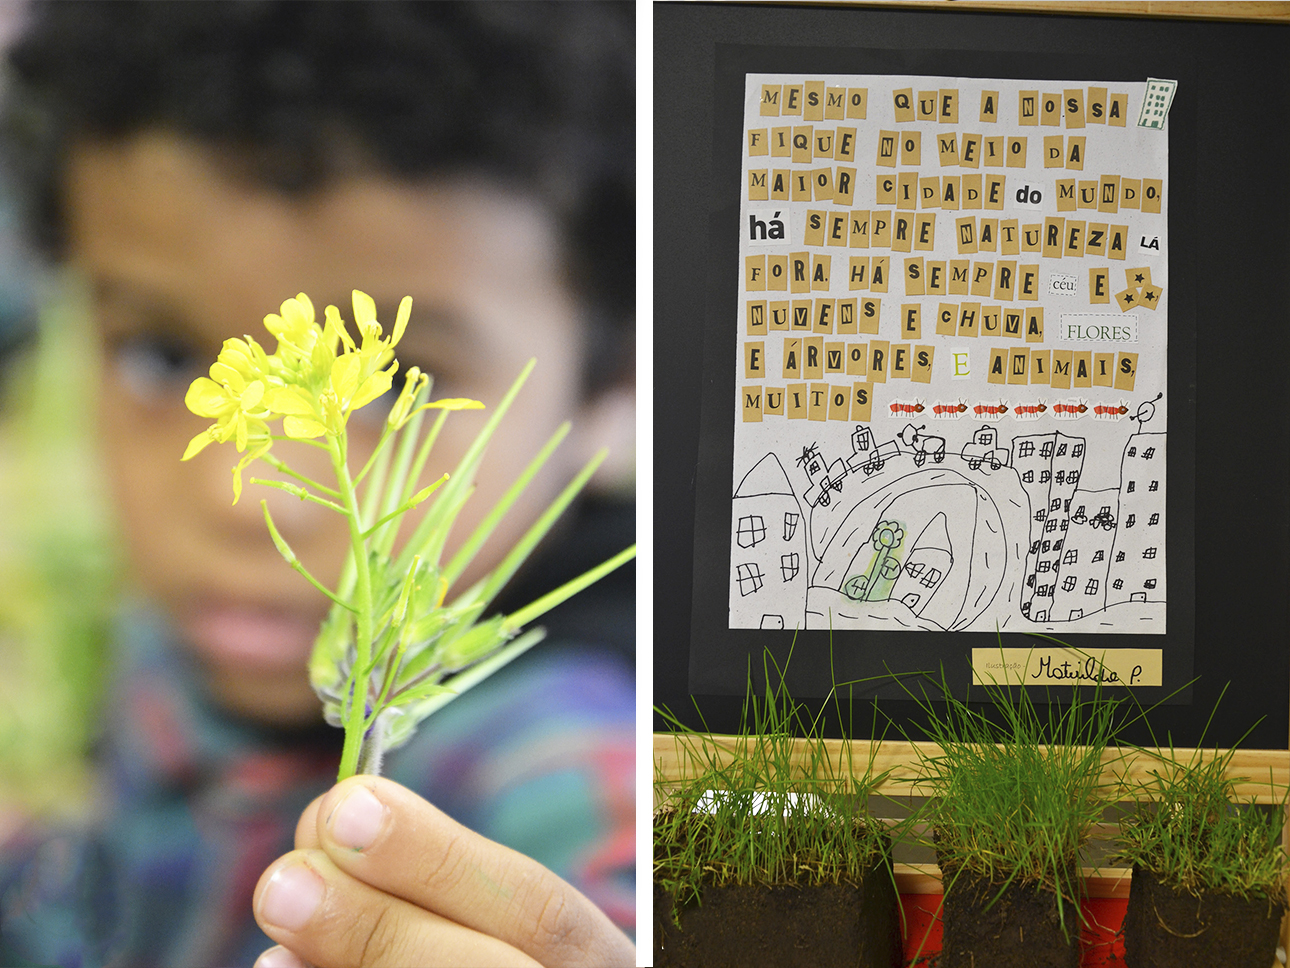 MESMO QUE A NOSSA
FIQUE NO MEIO DA
MAIOR CIDADE do MUNDO,
há SEMPRE NATUREZA LÁ
FORA. HÁ SEMPRE céu E
NUVENS E CHUVA, FLORES
E ÁRVORES, E ANIMAIS,
MUITOS
Ilustração: Matilde P.